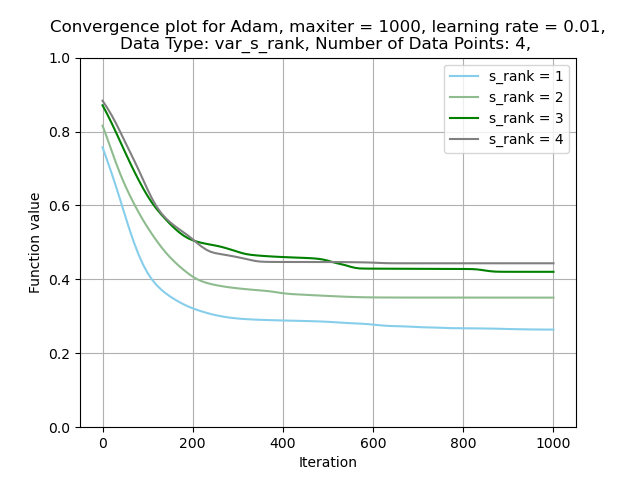 Convergence plot for Adam, maxiter = 1000, learning rate = 0.01,
Data Type: var_s_rank, Number of Data Points: 4,
1.0
0.8
0.6
0.4
0.2
0.0
Function value
s_rank = 1
s_rank = 2
s_rank = 3
s_rank = 4
0 200 400 600 800 1000
Iteration